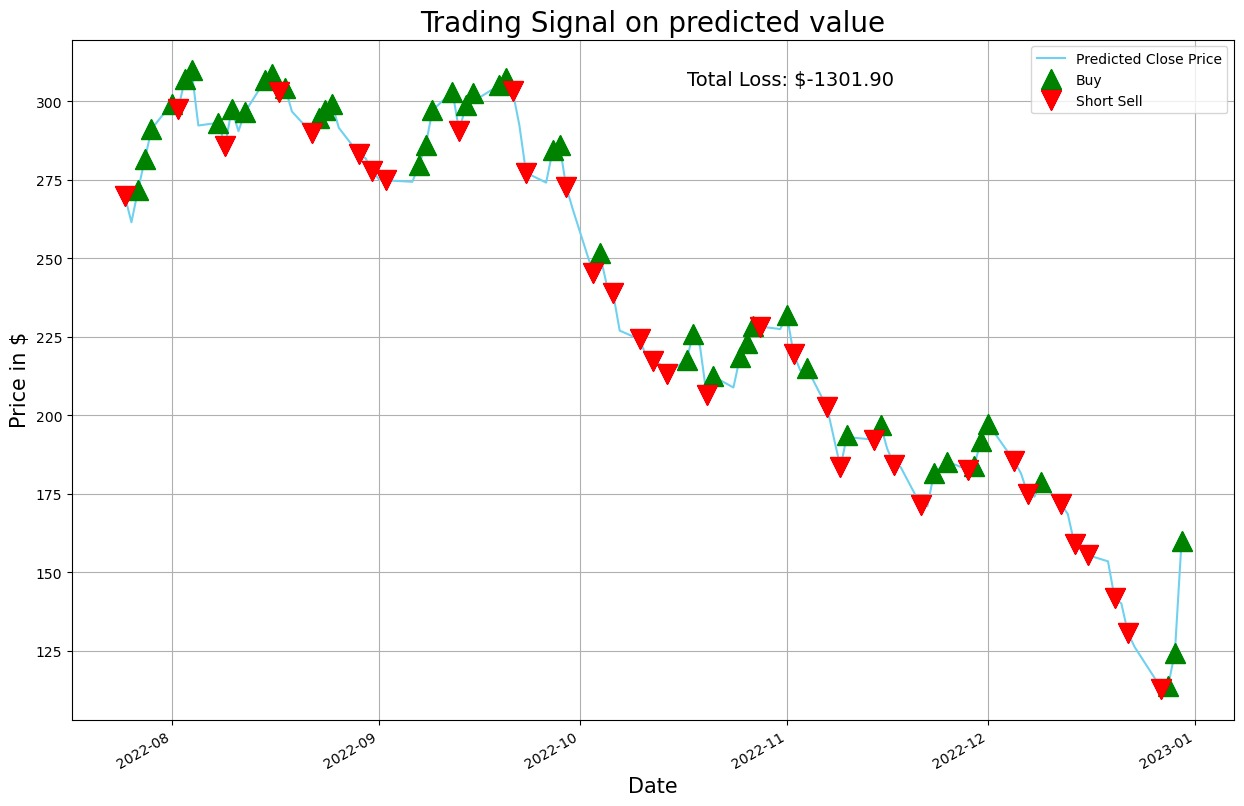 Trading Signal on predicted value
Total Loss: $-1301.90
Predicted Close Price
Buy
Short Sell
300
275
250
225
200
175
150
125
Price in $
2022-08
2022-09
2022-10
2022-11
2022-12
2023-01
Date